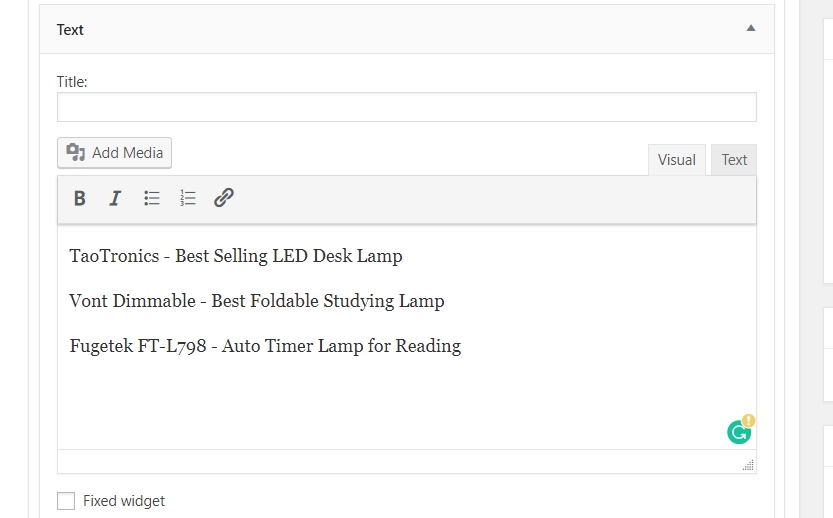 Text
Title:
Add Media
Visual Text
B I
TaoTronics - Best Selling LED Desk Lamp
Vont Dimmable - Best Foldable Studying Lamp
Fugetek FT-L798 - Auto Timer Lamp for Reading
Fixed widget